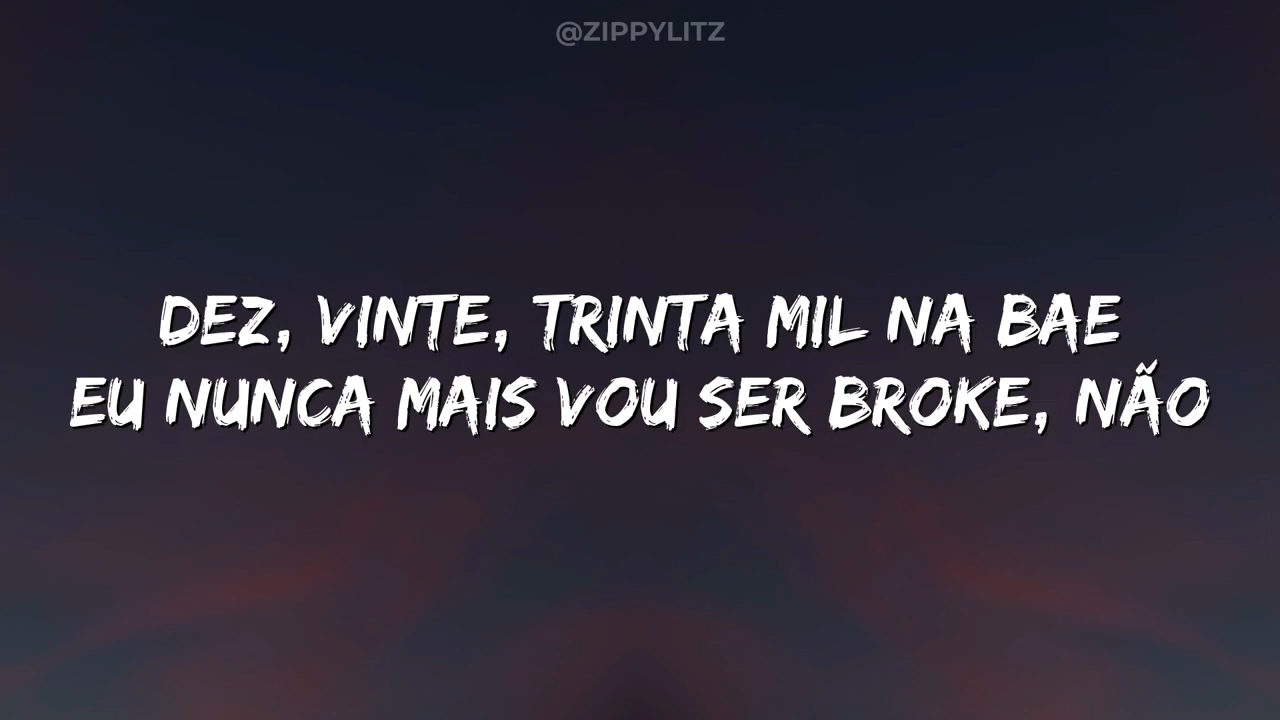 @ZIPPYLITZ
DEZ, VINTE, TRINTA MIL NA BAE
EU NUNCA MAIS VOU SER BROKE, NÃO